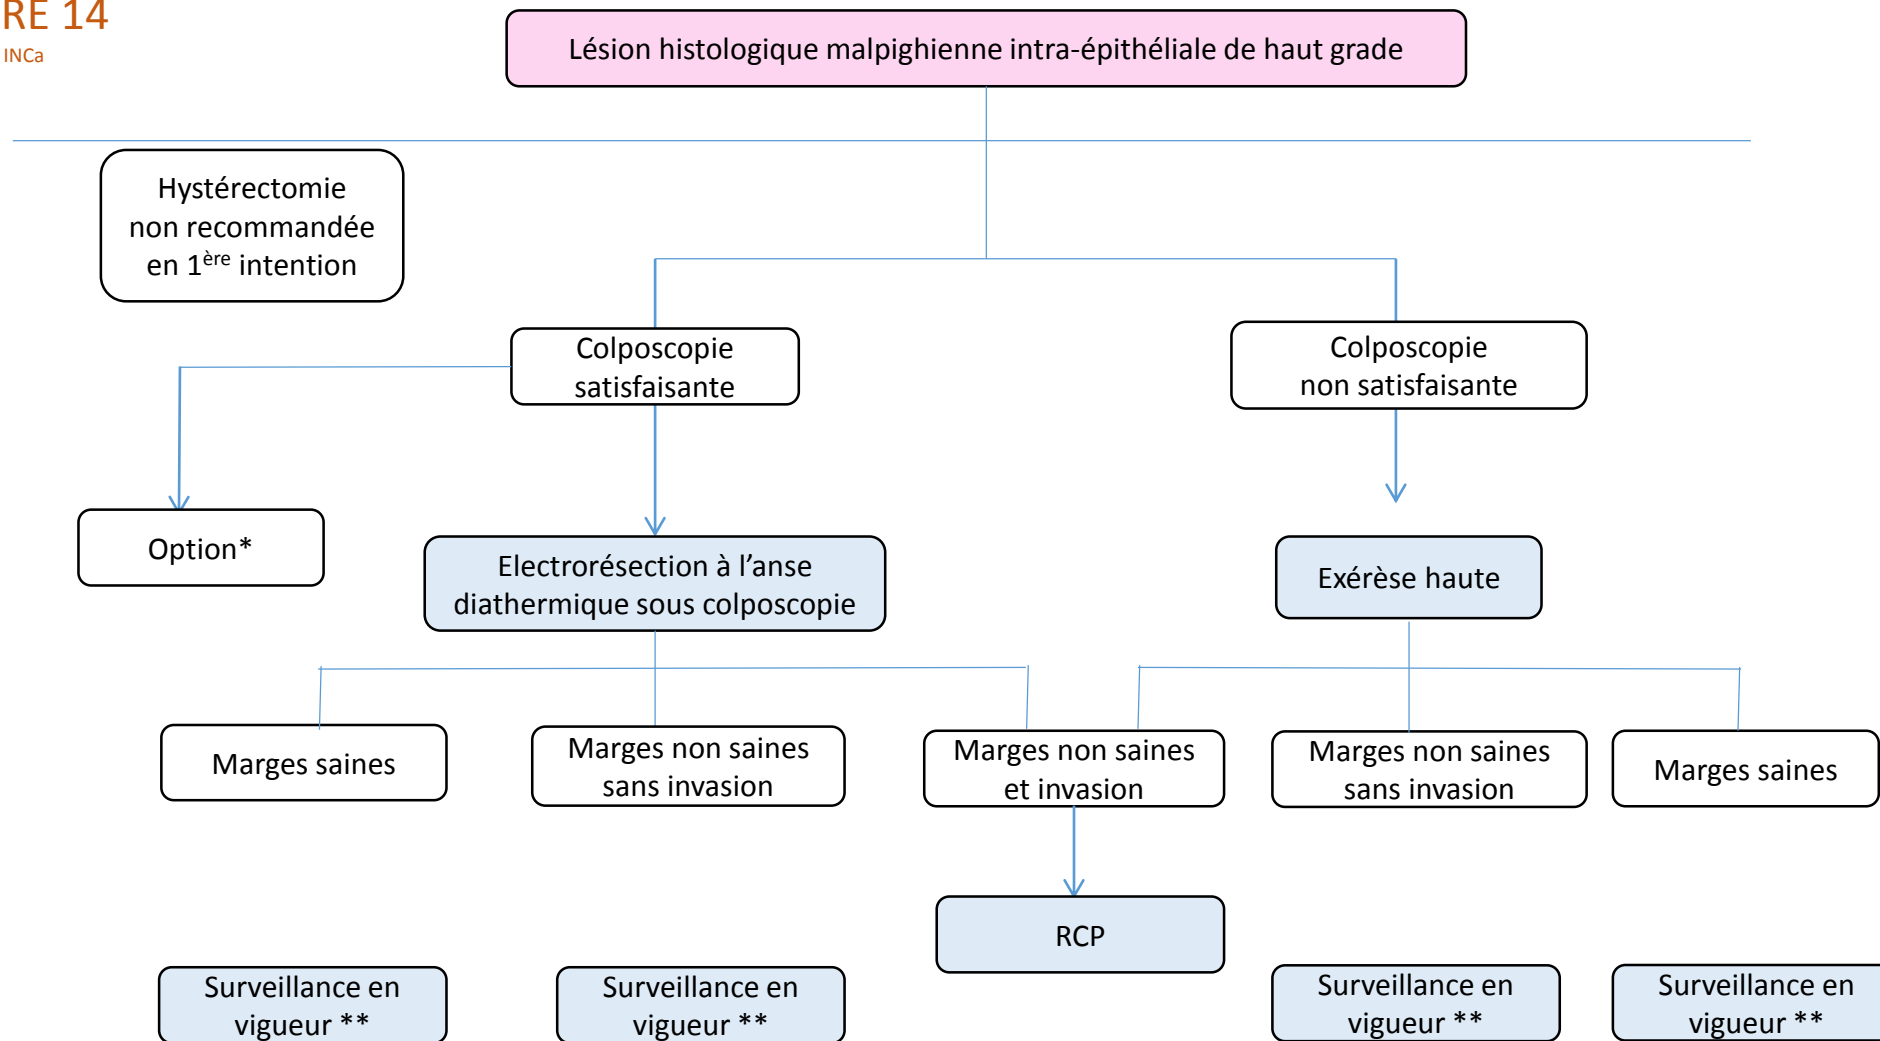 RE 14
INCa
Lésion histologique malpighienne intra-épithéliale de haut grade
Hystérectomie
non recommandée
en 1ère intention
Colposcopie
satisfaisante
Colposcopie
non satisfaisante
Option*
Electrorésection à l'anse
diathermique sous colposcopie
Exérèse haute
Marges saines
Marges non saines
sans invasion
Marges non saines
et invasion
Marges non saines
sans invasion
Marges saines
RCP
Surveillance en
vigueur **
Surveillance en
vigueur **
Surveillance en
vigueur **
Surveillance en
vigueur **